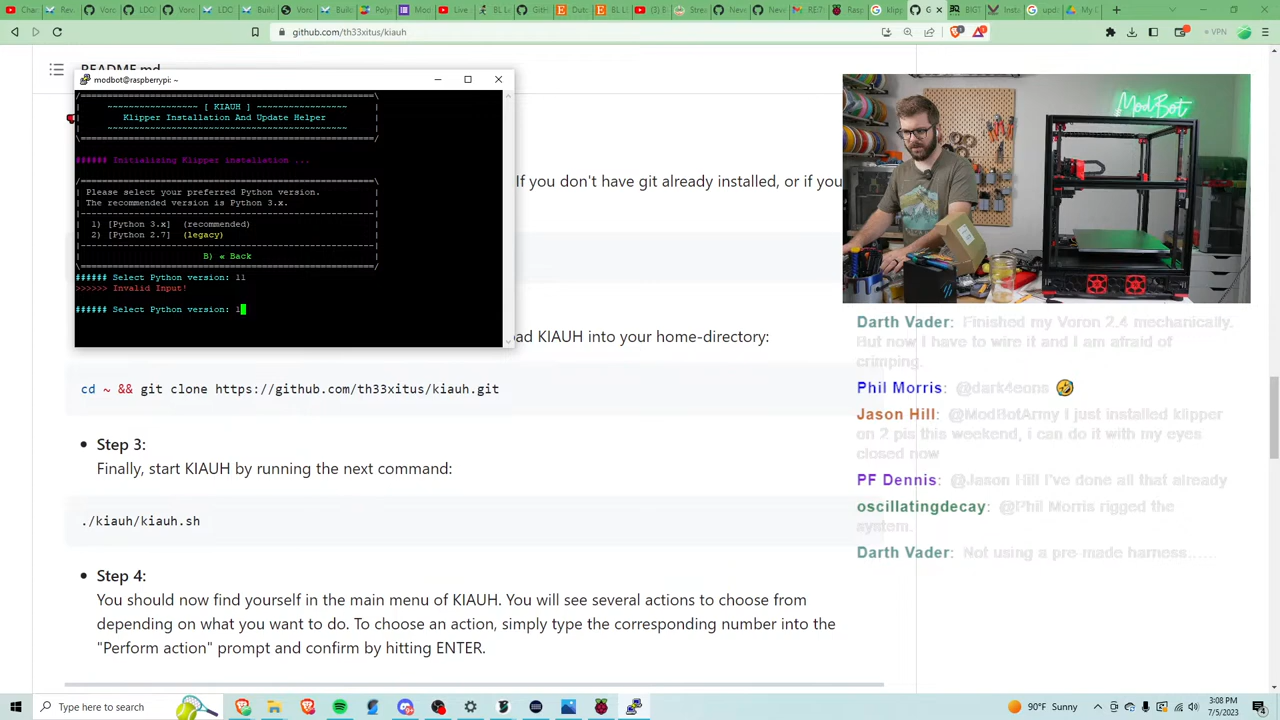 github.com/th33xitus/kiauh
VPN
README.md
modbot@raspberrypi: ~
[ KIAUH ]
Klipper Installation And Update Helper
###### Initializing Klipper installation ...
Please select your preferred Python version.
The recommended version is Python 3.x.
1) [Python 3.x] (recommended)
2) [Python 2.7] (legacy)
B) « Back
###### Select Python version: 11
>>>>>> Invalid Input!
###### Select Python version: 1
If you don't have git already installed, or if you
ad KIAUH into your home-directory:
cd ~ && git clone https://github.com/th33xitus/kiauh.git
Step 3:
Finally, start KIAUH by running the next command:
./kiauh/kiauh.sh
Step 4:
You should now find yourself in the main menu of KIAUH. You will see several actions to choose from
depending on what you want to do. To choose an action, simply type the corresponding number into the
"Perform action" prompt and confirm by hitting ENTER.
ModBot
Darth Vader: Finished my Voron 2.4 mechanically.
But now I have to wire it and I am afraid of
crimping.
Phil Morris: @dark4eons 🤣
Jason Hill: @ModBotArmy I just installed klipper
on 2 pis this weekend, i can do it with my eyes
closed now
PF Dennis: @Jason Hill I've done all that already
oscillatingdecay: @Phil Morris rigged the
system.
Darth Vader: Not using a pre made harness......
Type here to search
90°F Sunny
3:08 PM
7/5/2023